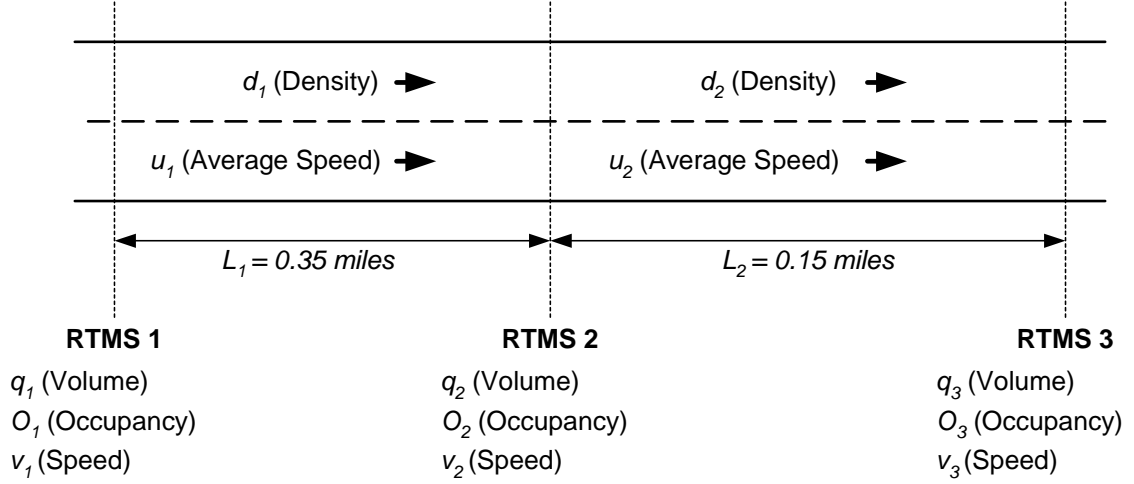 d1 (Density) d2 (Density)
u1 (Average Speed) u2 (Average Speed)
L1 = 0.35 miles L2 = 0.15 miles
RTMS 1 RTMS 2 RTMS 3
q1 (Volume) q2 (Volume) q3 (Volume)
O1 (Occupancy) O2 (Occupancy) O3 (Occupancy)
v1 (Speed) v2 (Speed) v3 (Speed)